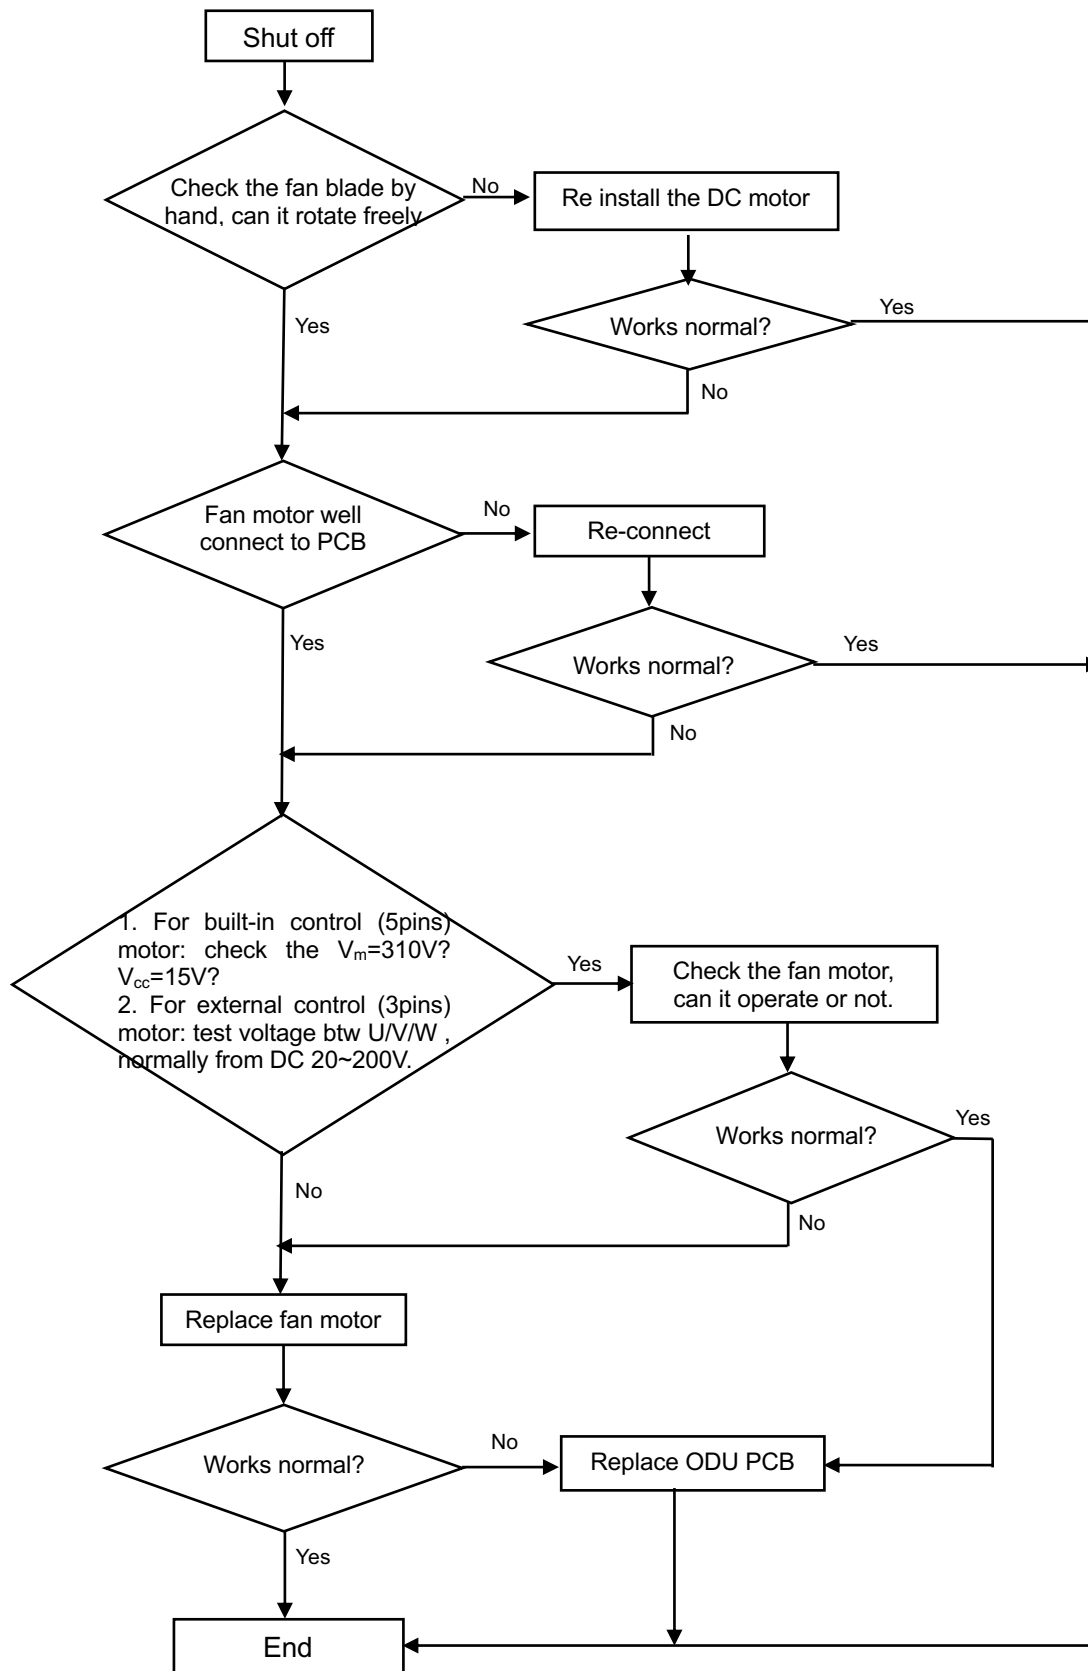 Shut off
Check the fan blade by
hand, can it rotate freely
No
Re install the DC motor
Yes
Works normal?
Yes
No
Fan motor well
connect to PCB
No
Re-connect
Yes
Works normal?
Yes
No
1. For built-in control (5pins)
motor: check the Vm=310V?
Vcc=15V?
2. For external control (3pins)
motor: test voltage btw U/V/W ,
normally from DC 20~200V.
Yes
Check the fan motor,
can it operate or not.
Works normal?
Yes
No
No
Replace fan motor
Works normal?
No
Replace ODU PCB
Yes
End